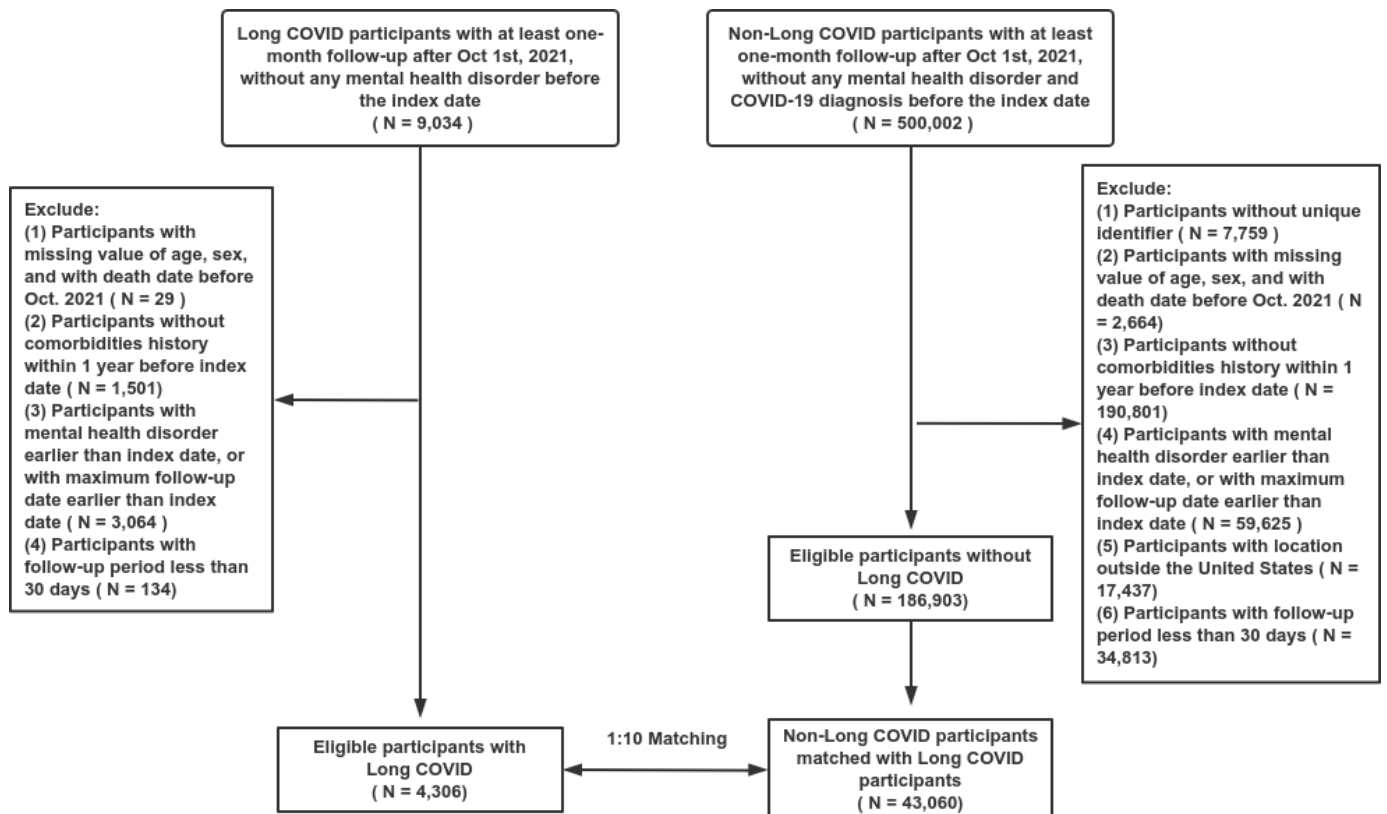 Long COVID participants with at least one-
month follow-up after Oct 1st, 2021,
without any mental health disorder before
the index date
( N = 9,034 )
Non-Long COVID participants with at least
one-month follow-up after Oct 1st, 2021,
without any mental health disorder and
COVID-19 diagnosis before the index date
( N = 500,002 )
Exclude:
(1) Participants with
missing value of age, sex,
and with death date before
Oct. 2021 ( N = 29 )
(2) Participants without
comorbidities history
within 1 year before index
date ( N = 1,501)
(3) Participants with
mental health disorder
earlier than index date, or
with maximum follow-up
date earlier than index
date ( N = 3,064 )
(4) Participants with
follow-up period less than
30 days ( N = 134)
Exclude:
(1) Participants without unique
identifier ( N = 7,759 )
(2) Participants with missing
value of age, sex, and with
death date before Oct. 2021 ( N
= 2,664)
(3) Participants without
comorbidities history within 1
year before index date ( N =
190,801)
(4) Participants with mental
health disorder earlier than
index date, or with maximum
follow-up date earlier than
index date ( N = 59,625 )
(5) Participants with location
outside the United States ( N =
17,437)
(6) Participants with follow-up
period less than 30 days ( N =
34,813)
Eligible participants without
Long COVID
( N = 186,903)
Eligible participants with
Long COVID
( N = 4,306)
1:10 Matching
Non-Long COVID participants
matched with Long COVID
participants
( N = 43,060)